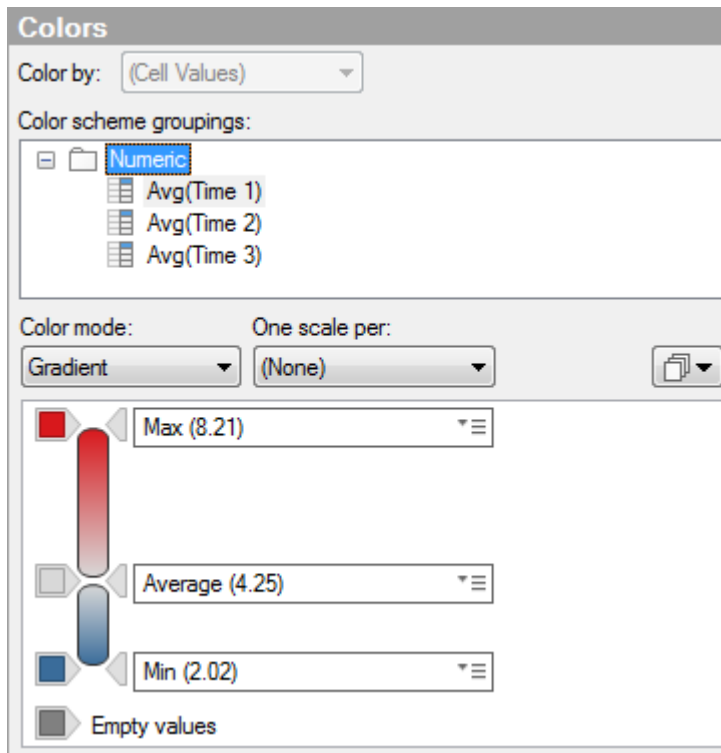 Colors
Color by: (Cell Values)
Color scheme groupings:
Numeric
Avg(Time 1)
Avg(Time 2)
Avg(Time 3)
Color mode: One scale per:
Gradient (None)
Max (8.21)
Average (4.25)
Min (2.02)
Empty values